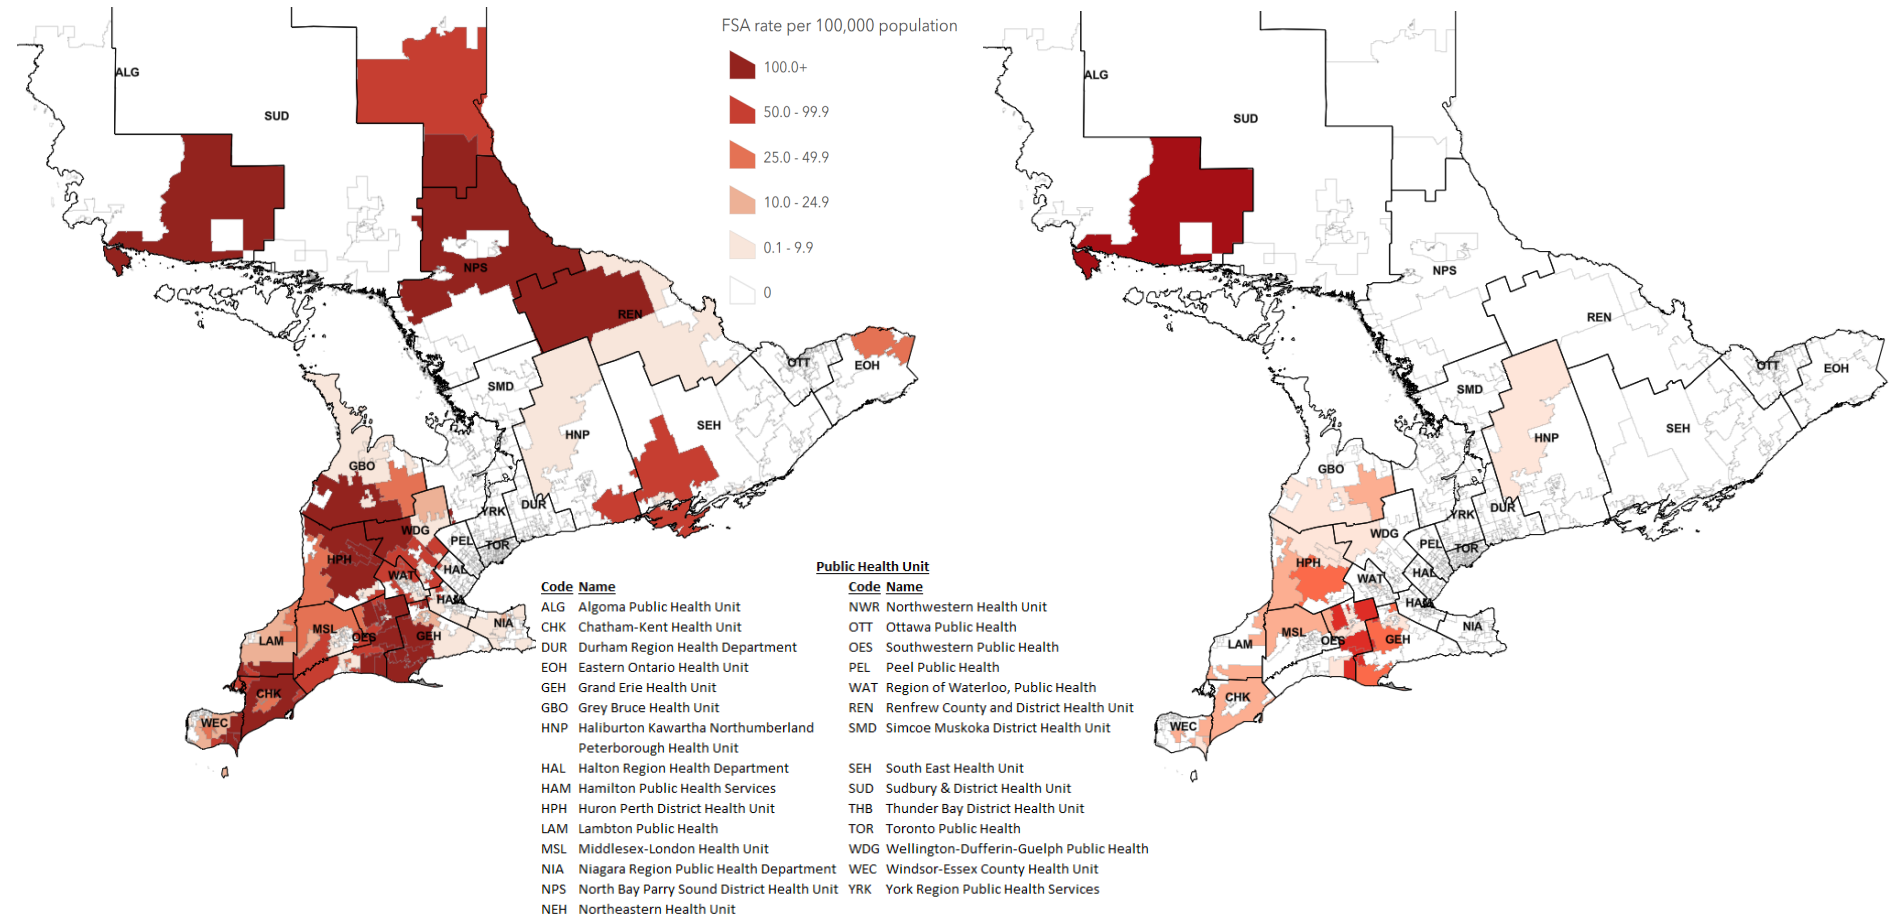 FSA rate per 100,000 population
100.0+
50.0 - 99.9
25.0 - 49.9
10.0 - 24.9
0.1 - 9.9
0
ALG
SUD
NPS
REN
OTT
EOH
SMD
SEH
HNP
GBO
DUR
YRK
WDG
PEL
TOR
HPH
HAL
WAT
HAM
NIA
MSL
OES
GEH
LAM
CHK
WEC
ALG
SUD
NPS
REN
OTT
EOH
SMD
SEH
HNP
GBO
DUR
YRK
WDG
PEL
TOR
HPH
HAL
WAT
HAM
NIA
MSL
OES
GEH
LAM
CHK
WEC
Public Health Unit
Code Name Code Name
ALG Algoma Public Health Unit NWR Northwestern Health Unit
CHK Chatham-Kent Health Unit OTT Ottawa Public Health
DUR Durham Region Health Department OES Southwestern Public Health
EOH Eastern Ontario Health Unit PEL Peel Public Health
GEH Grand Erie Health Unit WAT Region of Waterloo, Public Health
GBO Grey Bruce Health Unit REN Renfrew County and District Health Unit
HNP Haliburton Kawartha Northumberland SMD Simcoe Muskoka District Health Unit
Peterborough Health Unit
HAL Halton Region Health Department SEH South East Health Unit
HAM Hamilton Public Health Services SUD Sudbury & District Health Unit
HPH Huron Perth District Health Unit THB Thunder Bay District Health Unit
LAM Lambton Public Health TOR Toronto Public Health
MSL Middlesex-London Health Unit WDG Wellington-Dufferin-Guelph Public Health
NIA Niagara Region Public Health Department WEC Windsor-Essex County Health Unit
NPS North Bay Parry Sound District Health Unit YRK York Region Public Health Services
NEH Northeastern Health Unit